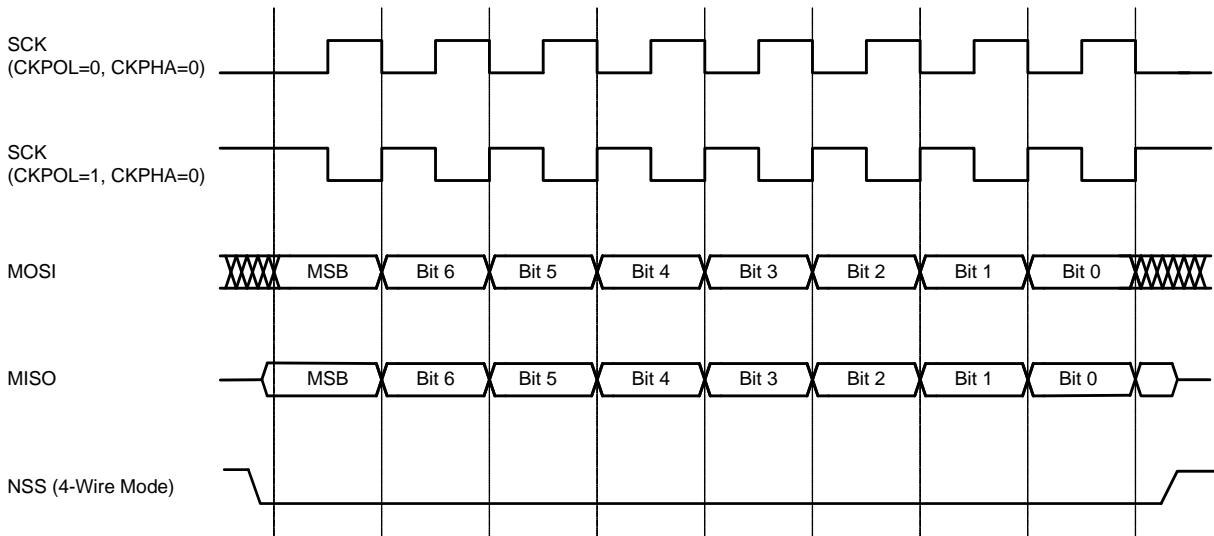 SCK
(CKPOL=0, CKPHA=0)
SCK
(CKPOL=1, CKPHA=0)
MOSI
MSB Bit 6 Bit 5 Bit 4 Bit 3 Bit 2 Bit 1 Bit 0
MISO
MSB Bit 6 Bit 5 Bit 4 Bit 3 Bit 2 Bit 1 Bit 0
NSS (4-Wire Mode)